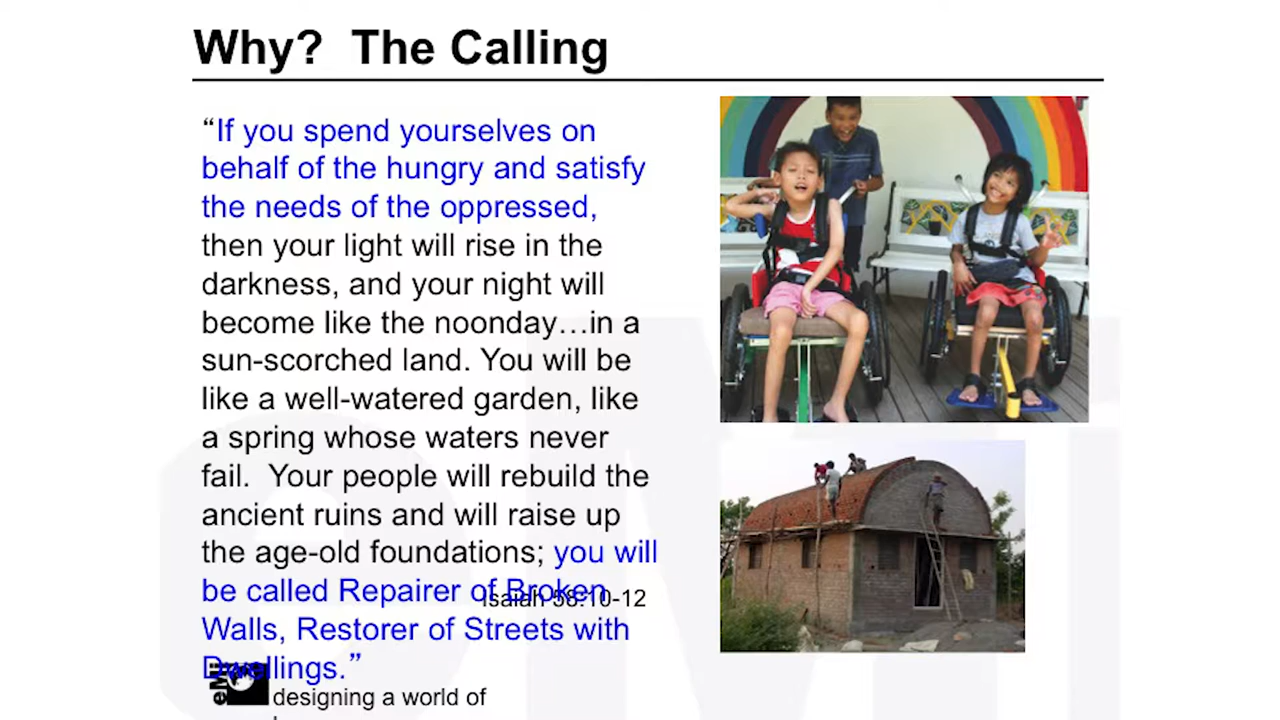 Why? The Calling
“If you spend yourselves on
behalf of the hungry and satisfy
the needs of the oppressed,
then your light will rise in the
darkness, and your night will
become like the noonday…in a
sun-scorched land. You will be
like a well-watered garden, like
a spring whose waters never
fail. Your people will rebuild the
ancient ruins and will raise up
the age-old foundations; you will
be called Repairer of Broken
Walls, Restorer of Streets with
Dwellings.”
Isaiah 58:10-12
eMi
designing a world of